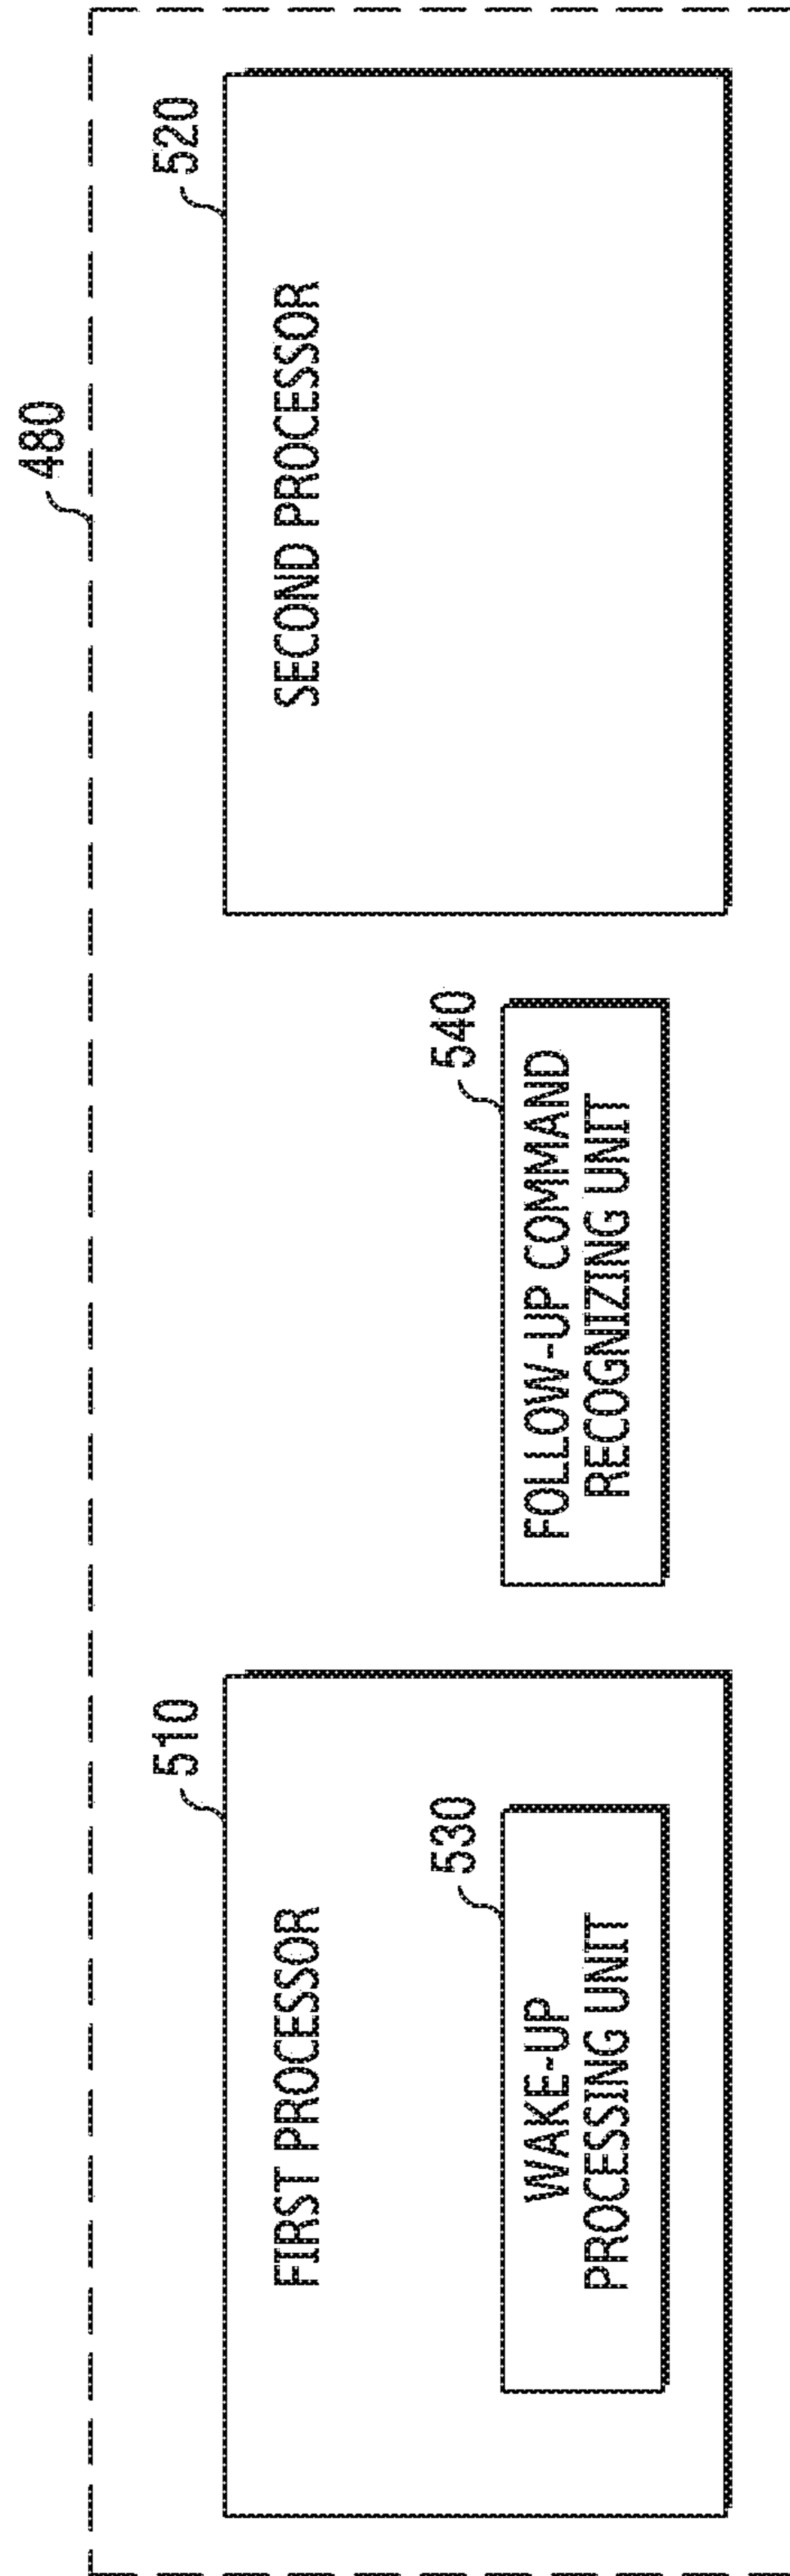 480
510
FIRST PROCESSOR
530
WAKE-UP
PROCESSING UNIT
540
FOLLOW-UP COMMAND
RECOGNIZING UNIT
520
SECOND PROCESSOR